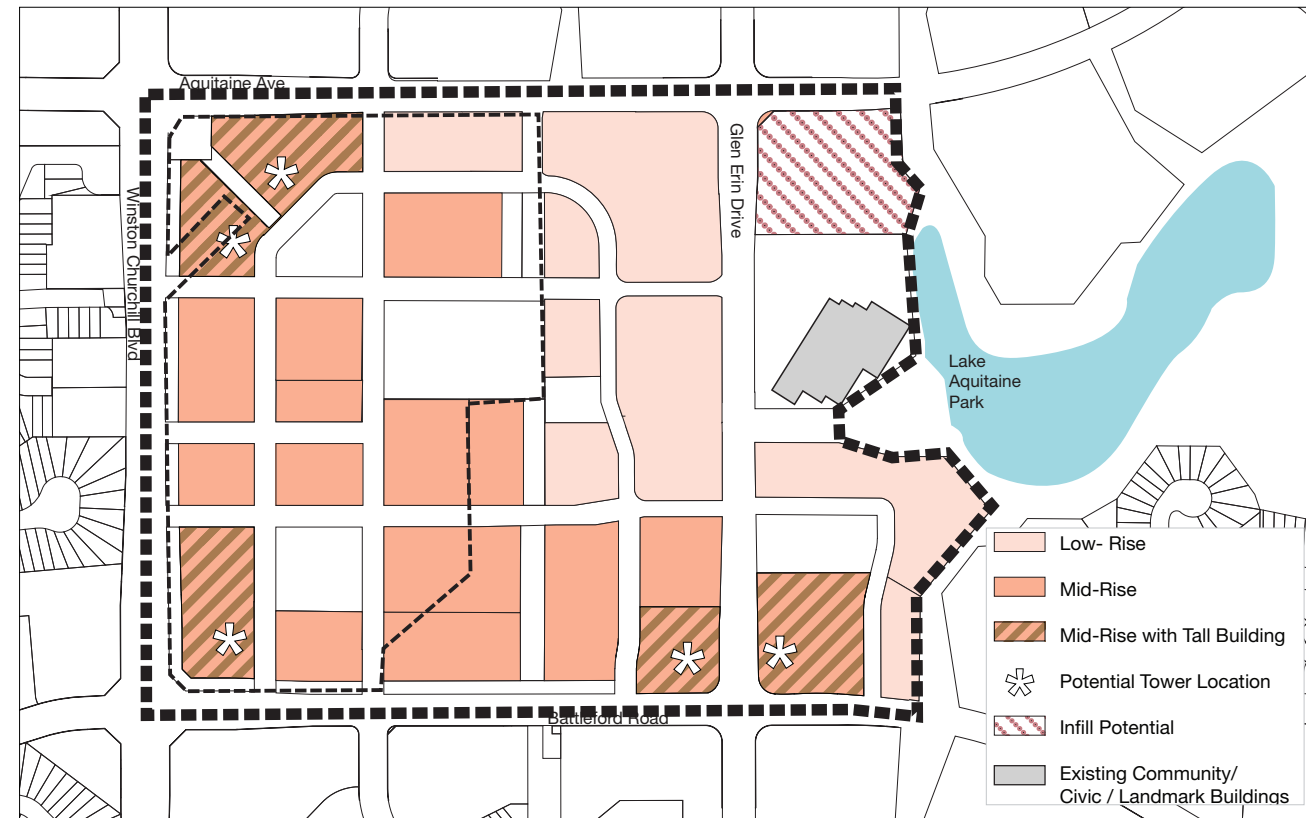 Aquitaine Ave
Glen Erin Drive
Winston Churchill Blvd
Lake
Aquitaine
Park
Low- Rise
Mid-Rise
Mid-Rise with Tall Building
Potential Tower Location
Infill Potential
Existing Community/
Civic / Landmark Buildings
Battleford Road